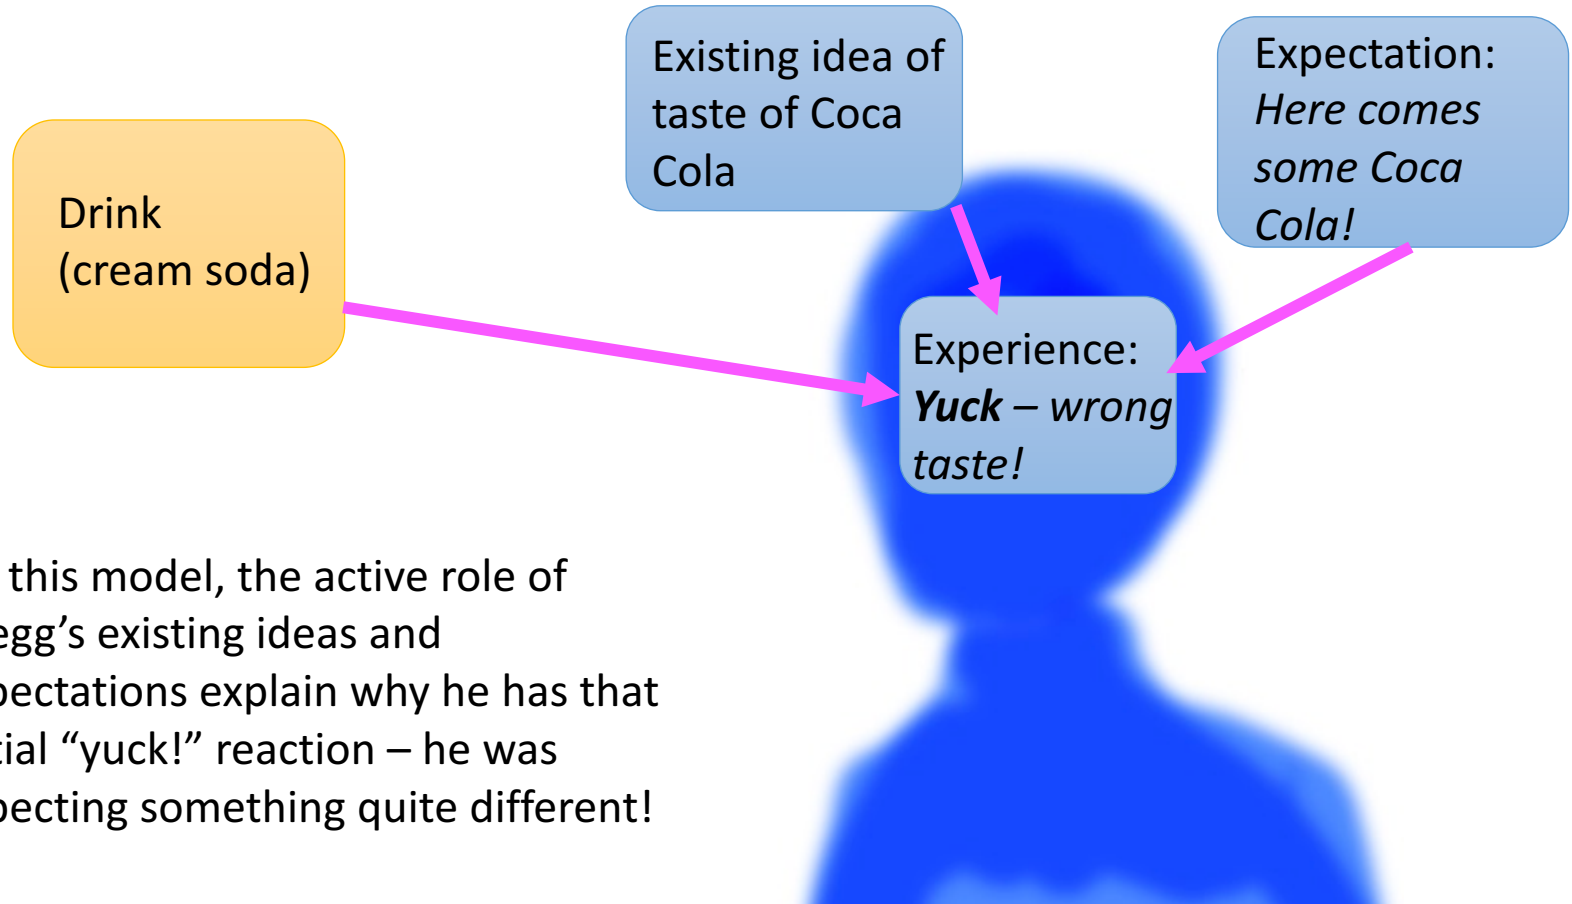 Existing idea of
taste of Coca
Cola
Expectation:
Here comes
some Coca
Cola!
Drink
(cream soda)
Experience:
Yuck – wrong
taste!
this model, the active role of
egg’s existing ideas and
pectations explain why he has that
tial “yuck!” reaction – he was
pecting something quite different!